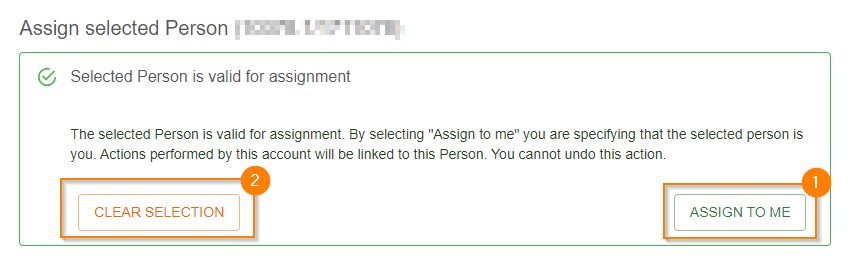 Assign selected Person
Selected Person is valid for assignment
The selected Person is valid for assignment. By selecting "Assign to me" you are specifying that the selected person is
you. Actions performed by this account will be linked to this Person. You cannot undo this action.
2
1
CLEAR SELECTION
ASSIGN TO ME